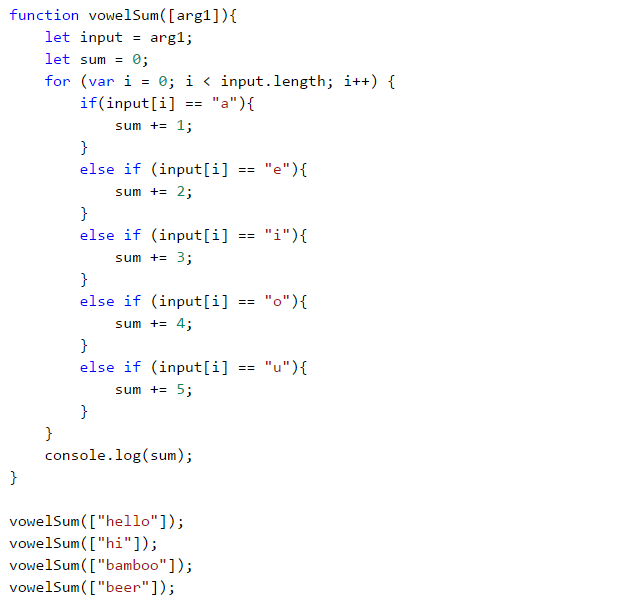 function vowelSum([arg1]){
    let input = arg1;
    let sum = 0;
    for (var i = 0; i < input.length; i++) {
        if(input[i] == "a"){
            sum += 1;
        }
        else if (input[i] == "e"){
            sum += 2;
        }
        else if (input[i] == "i"){
            sum += 3;
        }
        else if (input[i] == "o"){
            sum += 4;
        }
        else if (input[i] == "u"){
            sum += 5;
        }
    }
    console.log(sum);
}

vowelSum(["hello"]);
vowelSum(["hi"]);
vowelSum(["bamboo"]);
vowelSum(["beer"]);